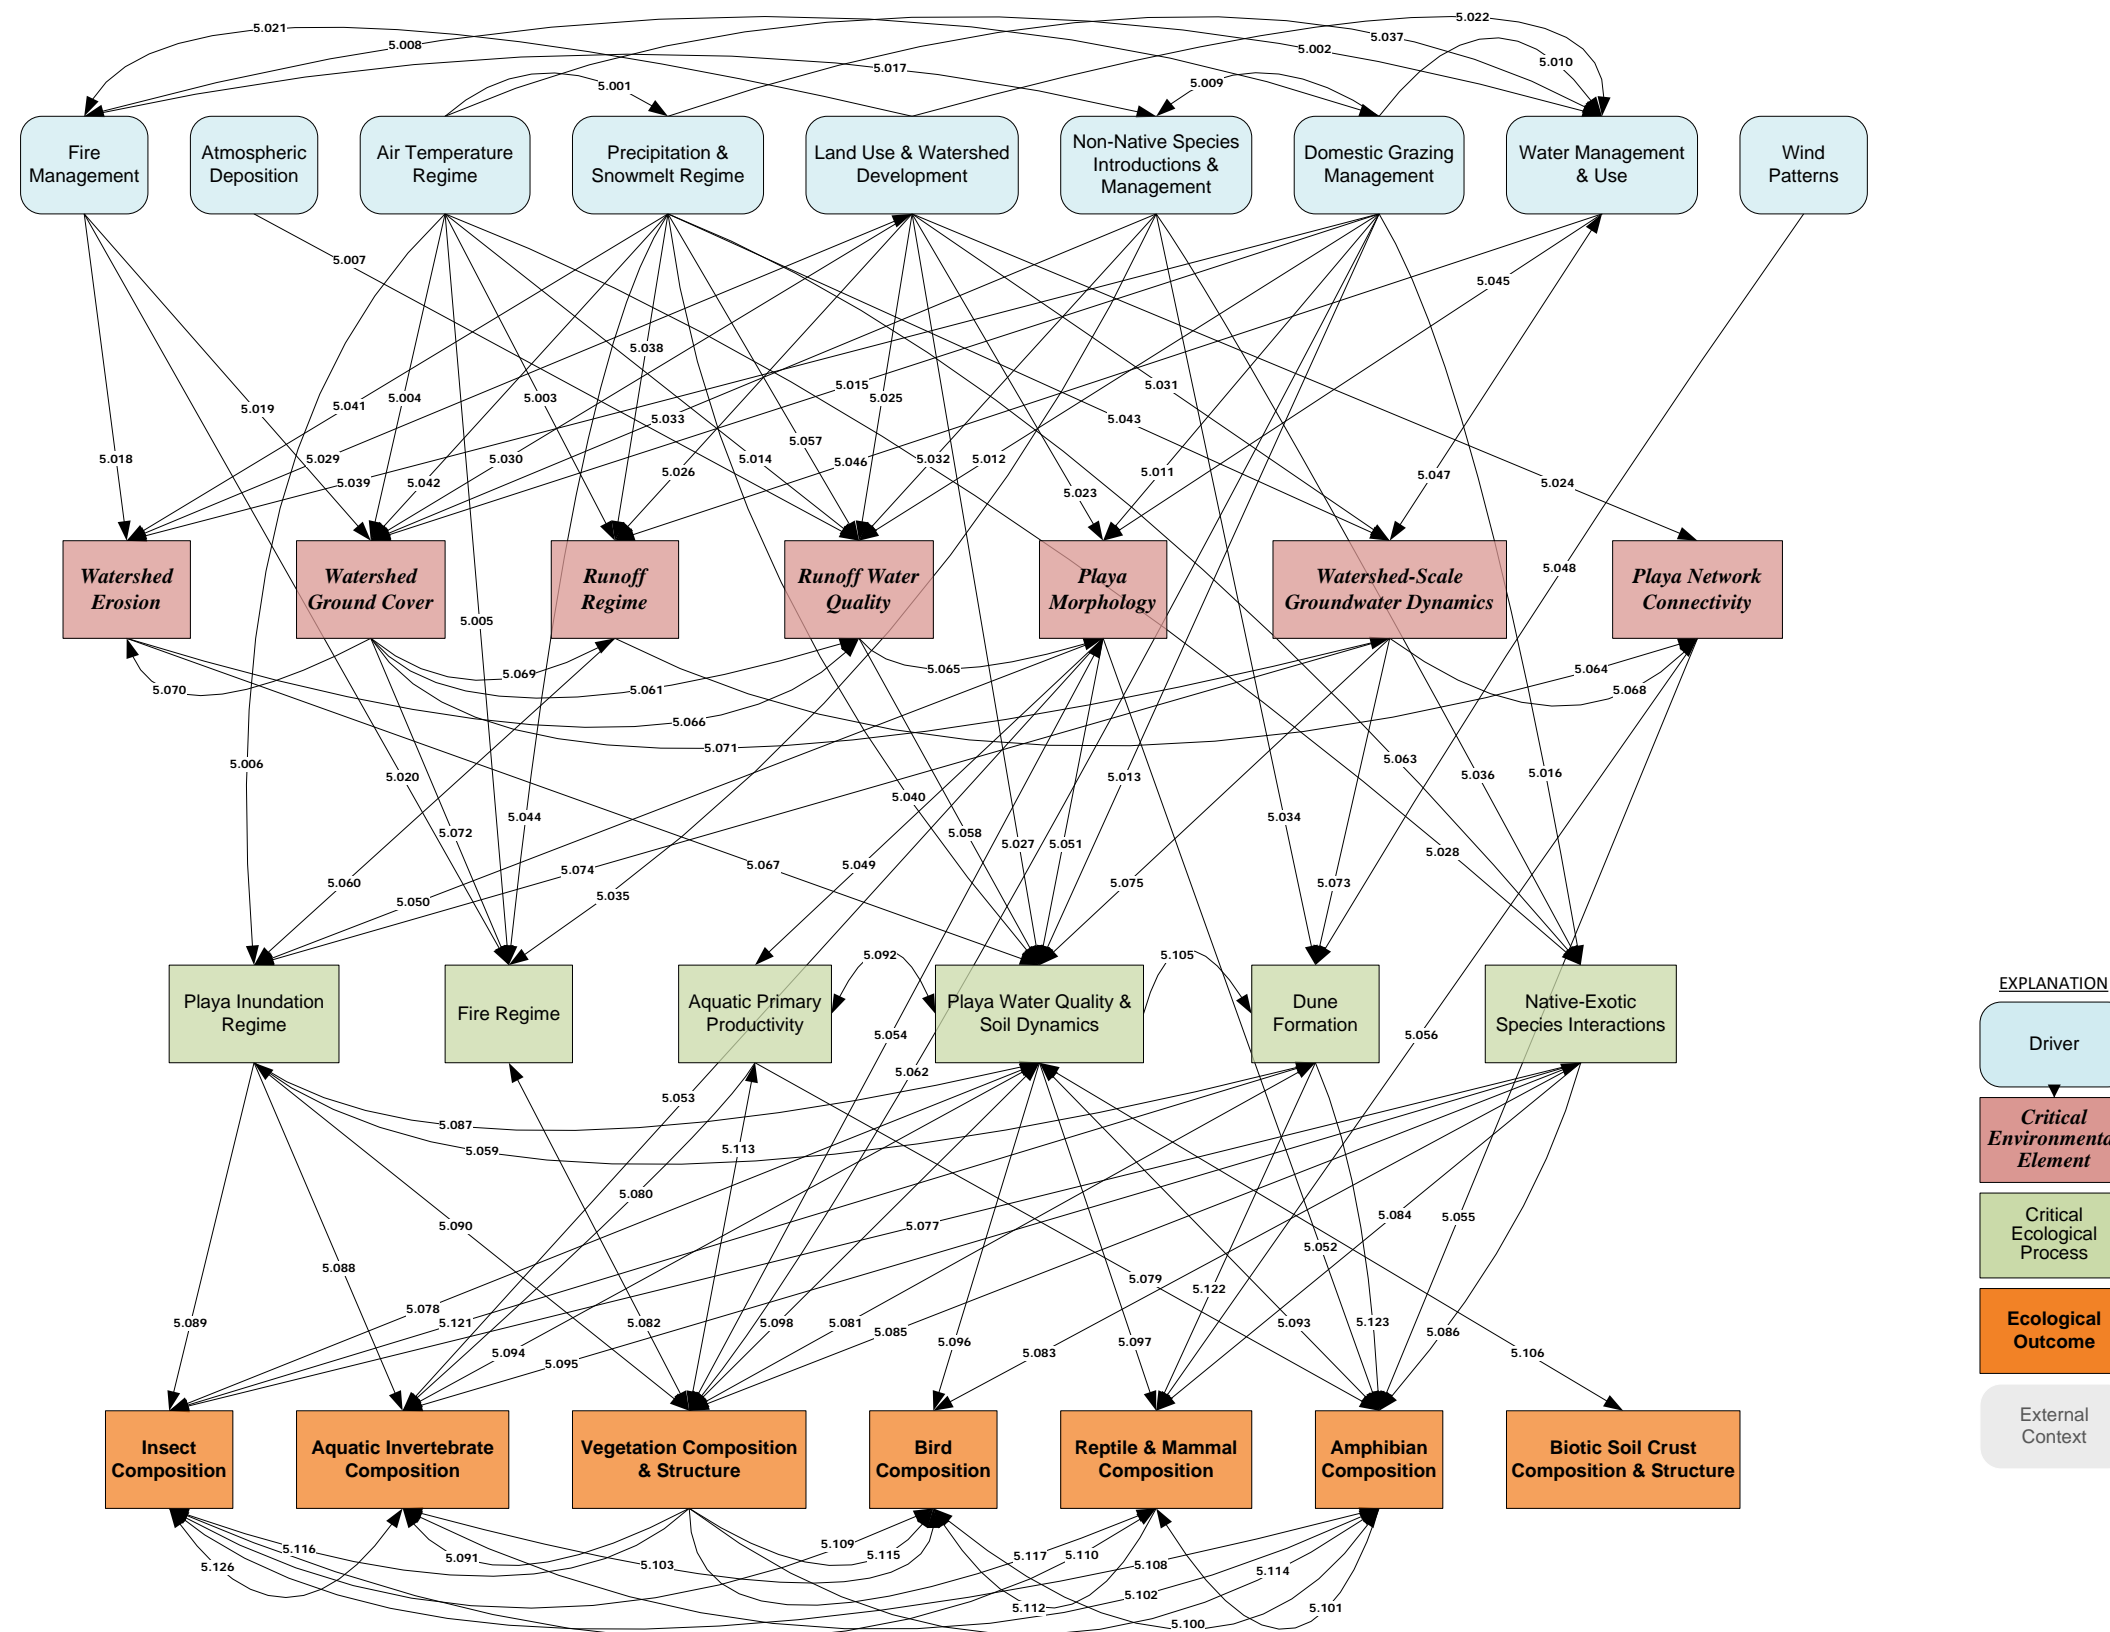 5.021
5.008
5.002
5.037
5.022
5.017
5.001
5.009
5.010
Fire
Management
Atmospheric
Deposition
Air Temperature
Regime
Precipitation &
Snowmelt Regime
Land Use & Watershed
Development
Non-Native Species
Introductions &
Management
Domestic Grazing
Management
Water Management
& Use
Wind
Patterns
5.007
5.045
5.038
5.019
5.041
5.004
5.003
5.015
5.025
5.031
5.033
5.043
5.057
5.018
5.029
5.030
5.014
5.046
5.032
5.012
5.011
5.047
5.039
5.042
5.026
5.023
5.024
5.048
Watershed
Erosion
Watershed
Ground Cover
Runoff
Regime
Runoff Water
Quality
Playa
Morphology
Watershed-Scale
Groundwater Dynamics
Playa Network
Connectivity
5.005
5.070
5.069
5.061
5.065
5.064
5.068
5.066
5.071
5.006
5.020
5.040
5.013
5.063
5.036
5.016
5.044
5.072
5.058
5.027
5.051
5.034
5.028
5.060
5.050
5.074
5.035
5.067
5.049
5.075
5.073
5.092
5.105
Playa Inundation
Regime
Fire Regime
Aquatic Primary
Productivity
Playa Water Quality &
Soil Dynamics
Dune
Formation
Native-Exotic
Species Interactions
5.054
5.056
5.062
5.053
5.087
5.059
5.113
5.080
5.090
5.077
5.084
5.055
5.088
5.052
5.079
5.122
5.089
5.078
5.121
5.082
5.098
5.081
5.085
5.096
5.097
5.093
5.123
5.086
5.094
5.095
5.083
5.106
Insect
Composition
Aquatic Invertebrate
Composition
Vegetation Composition
& Structure
Bird
Composition
Reptile & Mammal
Composition
Amphibian
Composition
Biotic Soil Crust
Composition & Structure
5.116
5.126
5.091
5.103
5.109
5.115
5.117
5.110
5.108
5.114
5.102
5.112
5.100
5.101
EXPLANATION
Driver
Critical
Environmenta
Element
Critical
Ecological
Process
Ecological
Outcome
External
Context